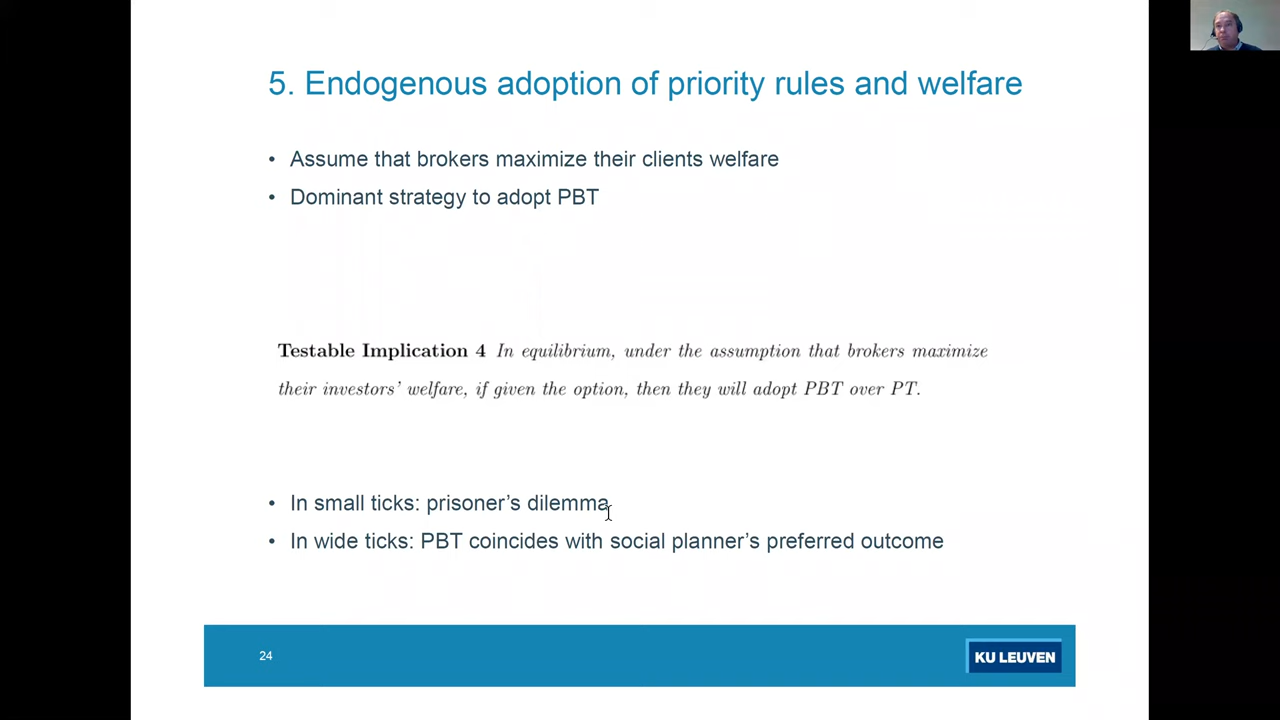 5. Endogenous adoption of priority rules and welfare
• Assume that brokers maximize their clients welfare
• Dominant strategy to adopt PBT
Testable Implication 4 In equilibrium, under the assumption that brokers maximize
their investors' welfare, if given the option, then they will adopt PBT over PT.
• In small ticks: prisoner's dilemma
• In wide ticks: PBT coincides with social planner's preferred outcome
24
KU LEUVEN